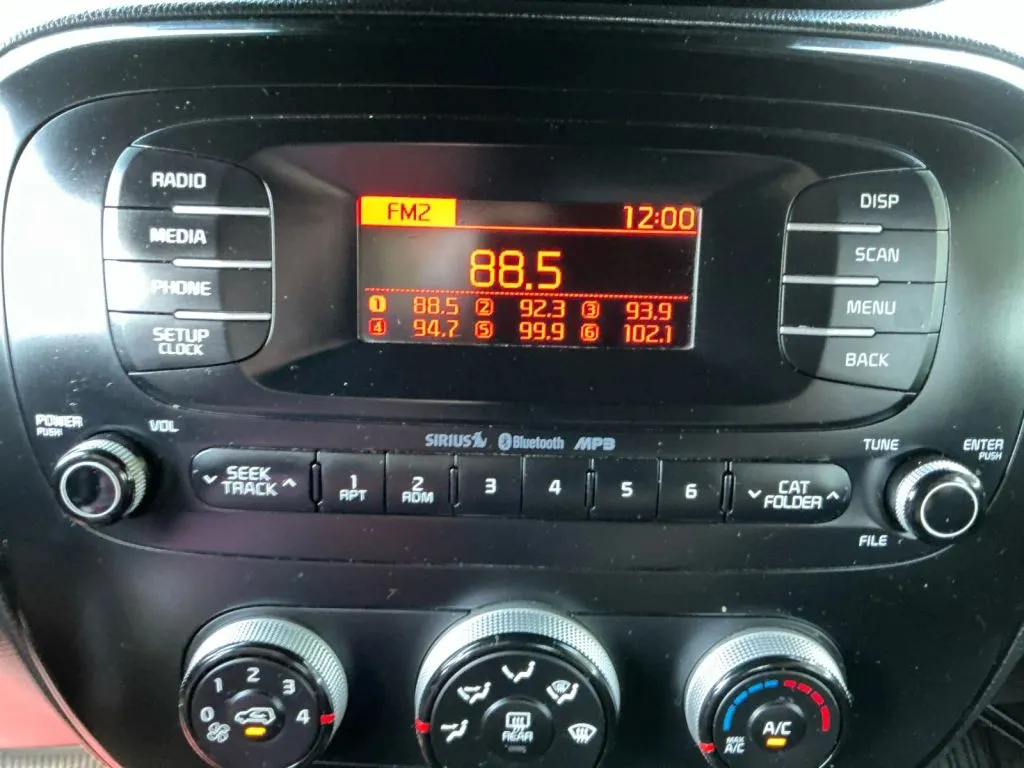 RADIO
MEDIA
PHONE
SETUP
CLOCK
FM2 12:00
88.5
1 88.5 2 92.3 3 93.9
4 94.7 5 99.9 6 102.1
DISP
SCAN
MENU
BACK
POWER
PUSH
VOL
SIRIUS Bluetooth MP3
TUNE
ENTER
PUSH
SEEK
TRACK
1
RPT
2
RDM
3
4
5
6
CAT
FOLDER
FILE
0 1 2 3 4
REAR
A/C
MAX
A/C